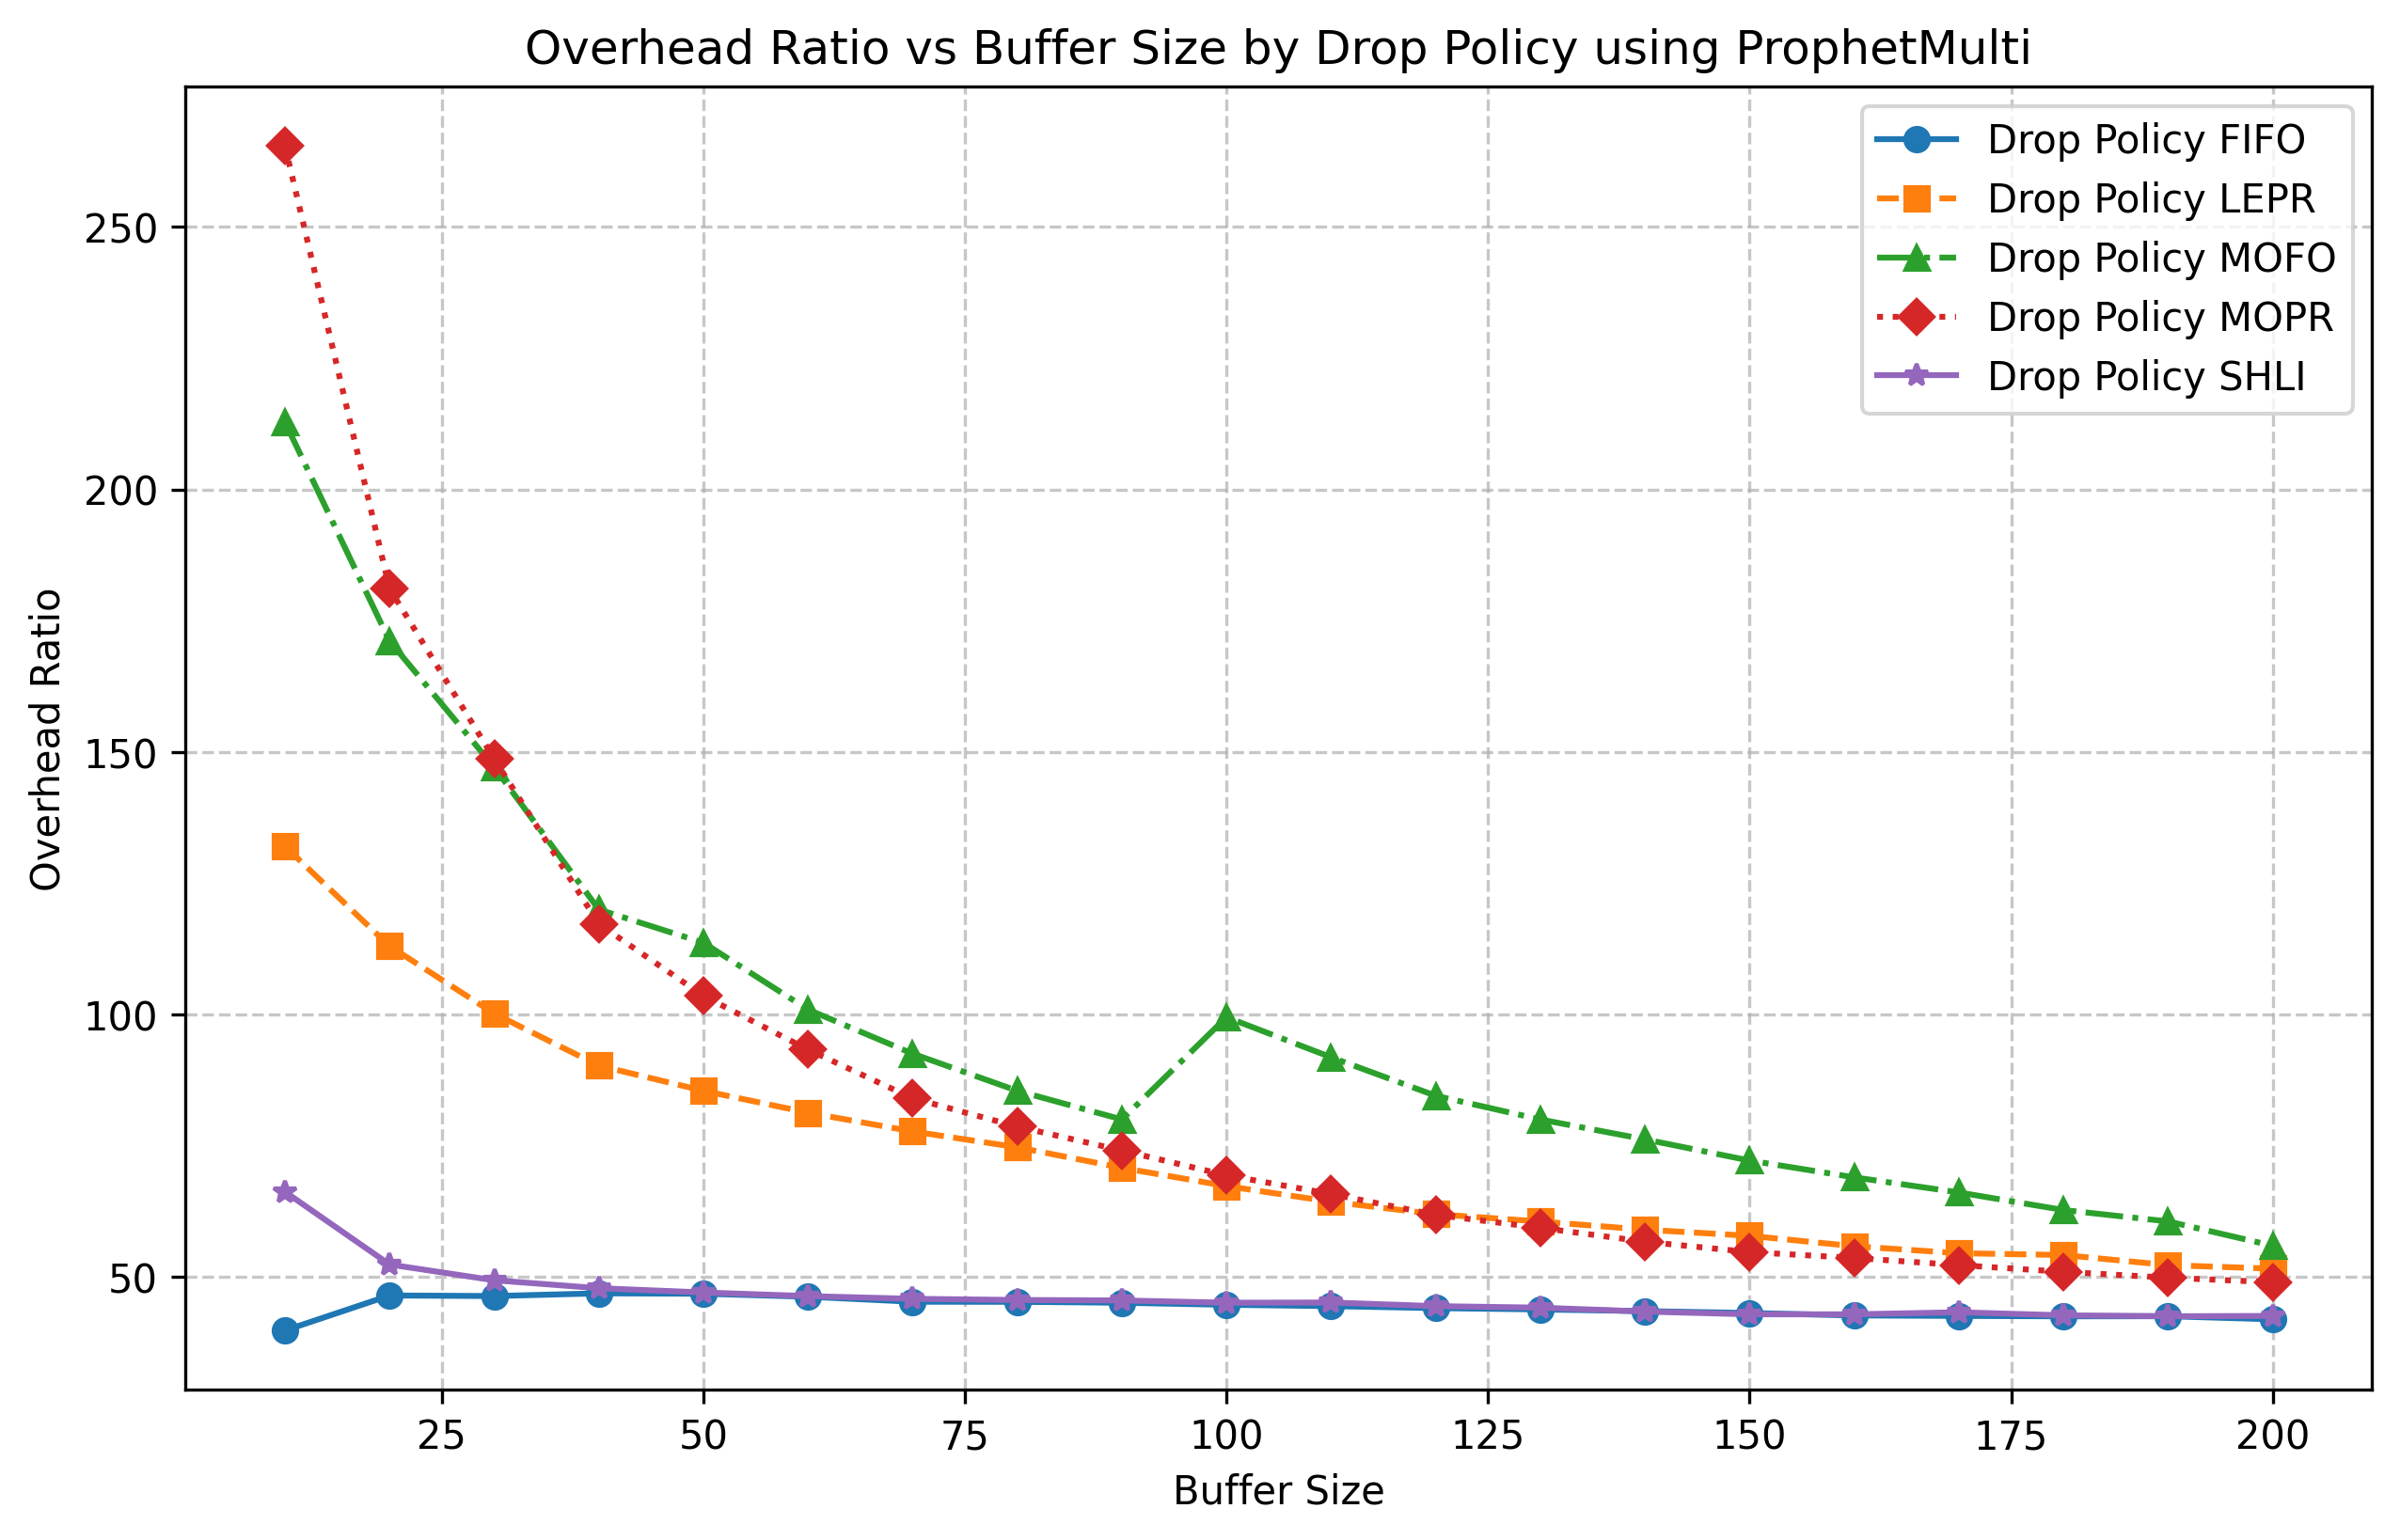 Overhead Ratio vs Buffer Size by Drop Policy using ProphetMulti
Drop Policy FIFO
Drop Policy LEPR
Drop Policy MOFO
Drop Policy MOPR
Drop Policy SHLI
Overhead Ratio
250
200
150
100
50
25
50
75
100
125
150
175
200
Buffer Size